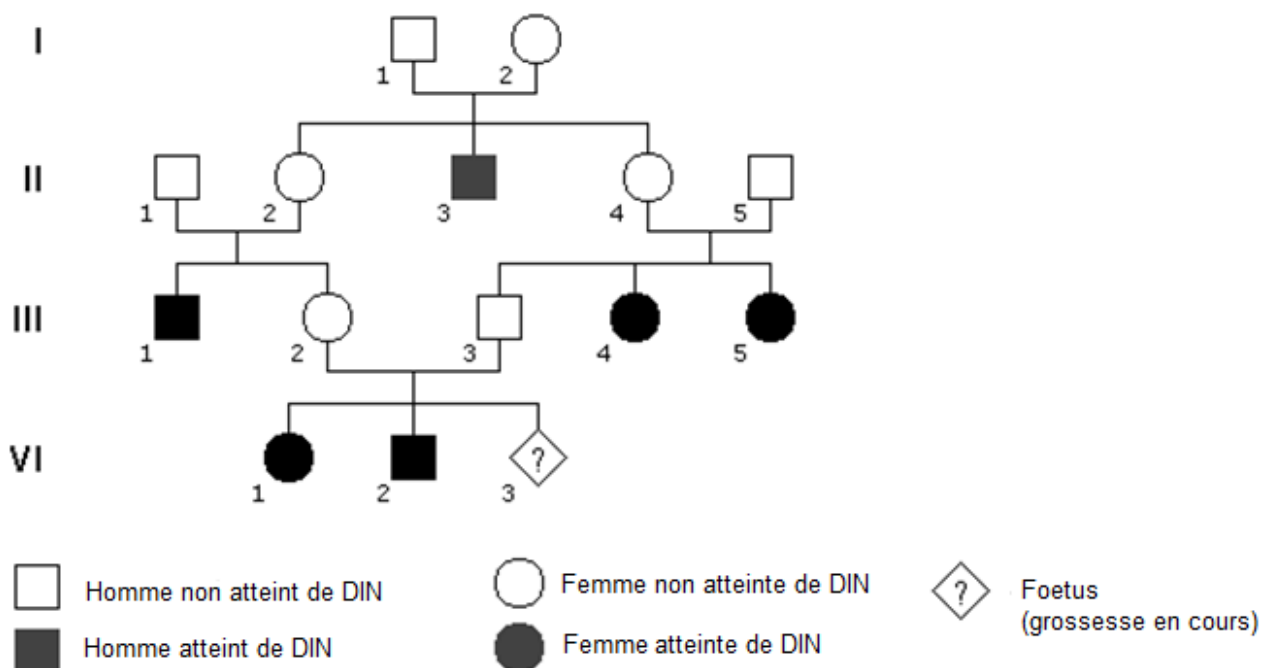 I
1 2
II
1 2 3 4 5
III
1 2 3 4 5
VI
?
1 2 3
Homme non atteint de DIN
Femme non atteinte de DIN
?
Foetus
(grossesse en cours)
Homme atteint de DIN
Femme atteinte de DIN